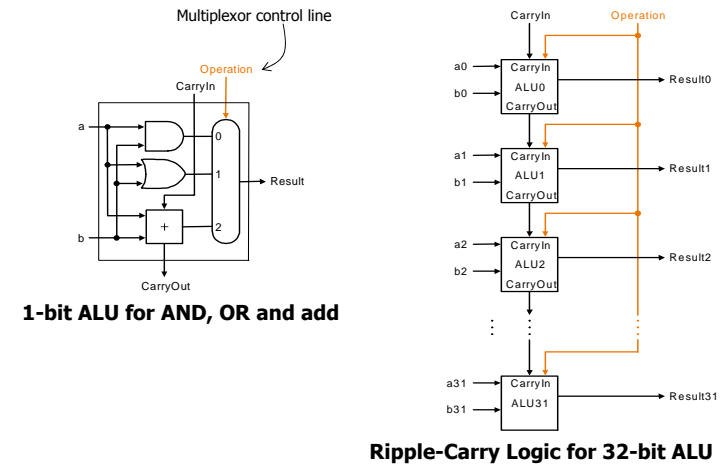 Multiplexor control line
Operation
CarryIn
a
0
1
Result
+
2
b
CarryOut
1-bit ALU for AND, OR and add
CarryIn
Operation
a0
CarryIn
Result0
ALU0
b0
CarryOut
a1
CarryIn
Result1
ALU1
b1
CarryOut
a2
CarryIn
Result2
ALU2
b2
CarryOut
a31
CarryIn
Result31
ALU31
b31
Ripple-Carry Logic for 32-bit ALU